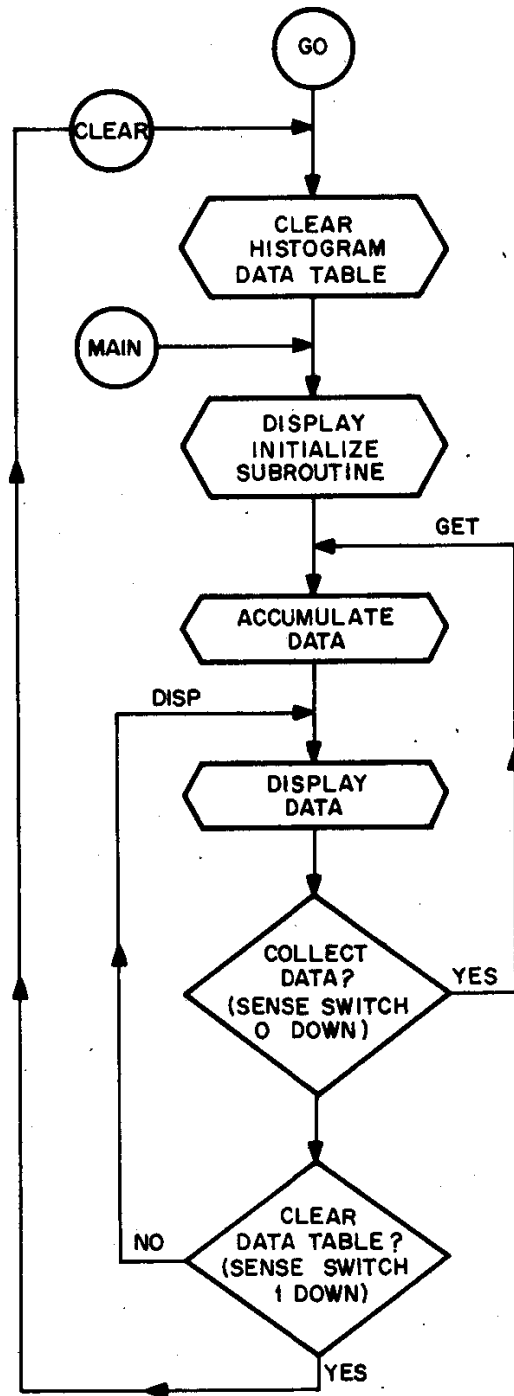 GO
CLEAR
CLEAR
HISTOGRAM
DATA TABLE
MAIN
DISPLAY
INITIALIZE
SUBROUTINE
GET
ACCUMULATE
DATA
DISP
DISPLAY
DATA
COLLECT
DATA?
(SENSE SWITCH
0 DOWN)
YES
CLEAR
DATA TABLE?
(SENSE SWITCH
1 DOWN)
NO
YES